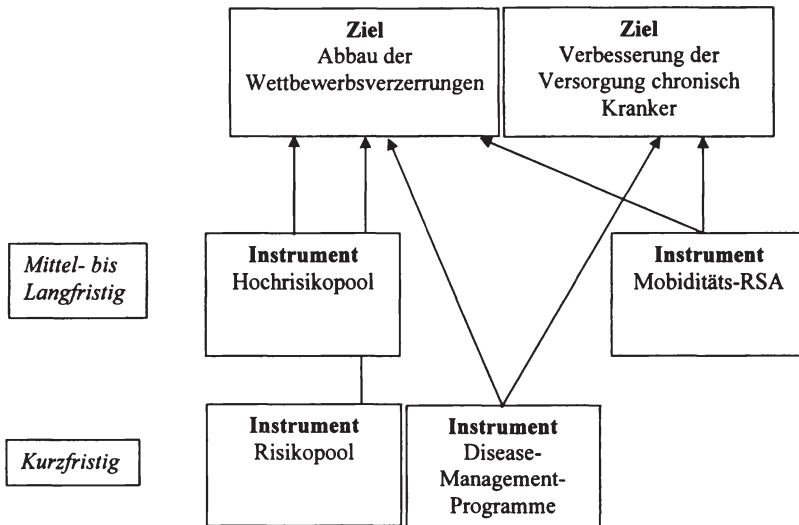 Ziel
Abbau der
Wettbewerbsverzerrungen
Ziel
Verbesserung der
Versorgung chronisch
Kranker
Mittel- bis
Langfristig
Instrument
Hochrisikopool
Instrument
Mobiditäts-RSA
Kurzfristig
Instrument
Risikopool
Instrument
Disease-
Management-
Programme